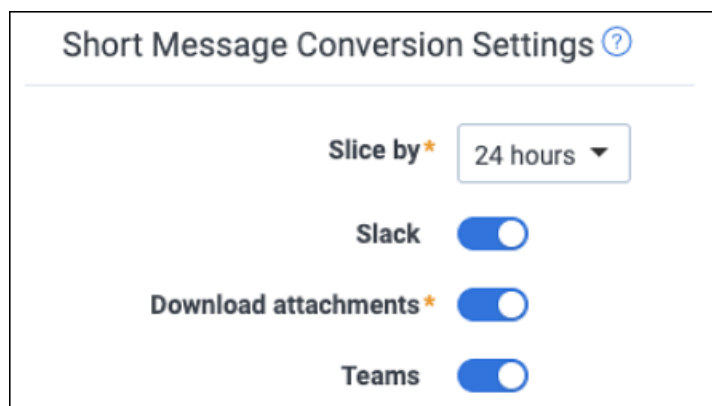 Short Message Conversion Settings ?
Slice by* 24 hours
Slack
Download attachments*
Teams